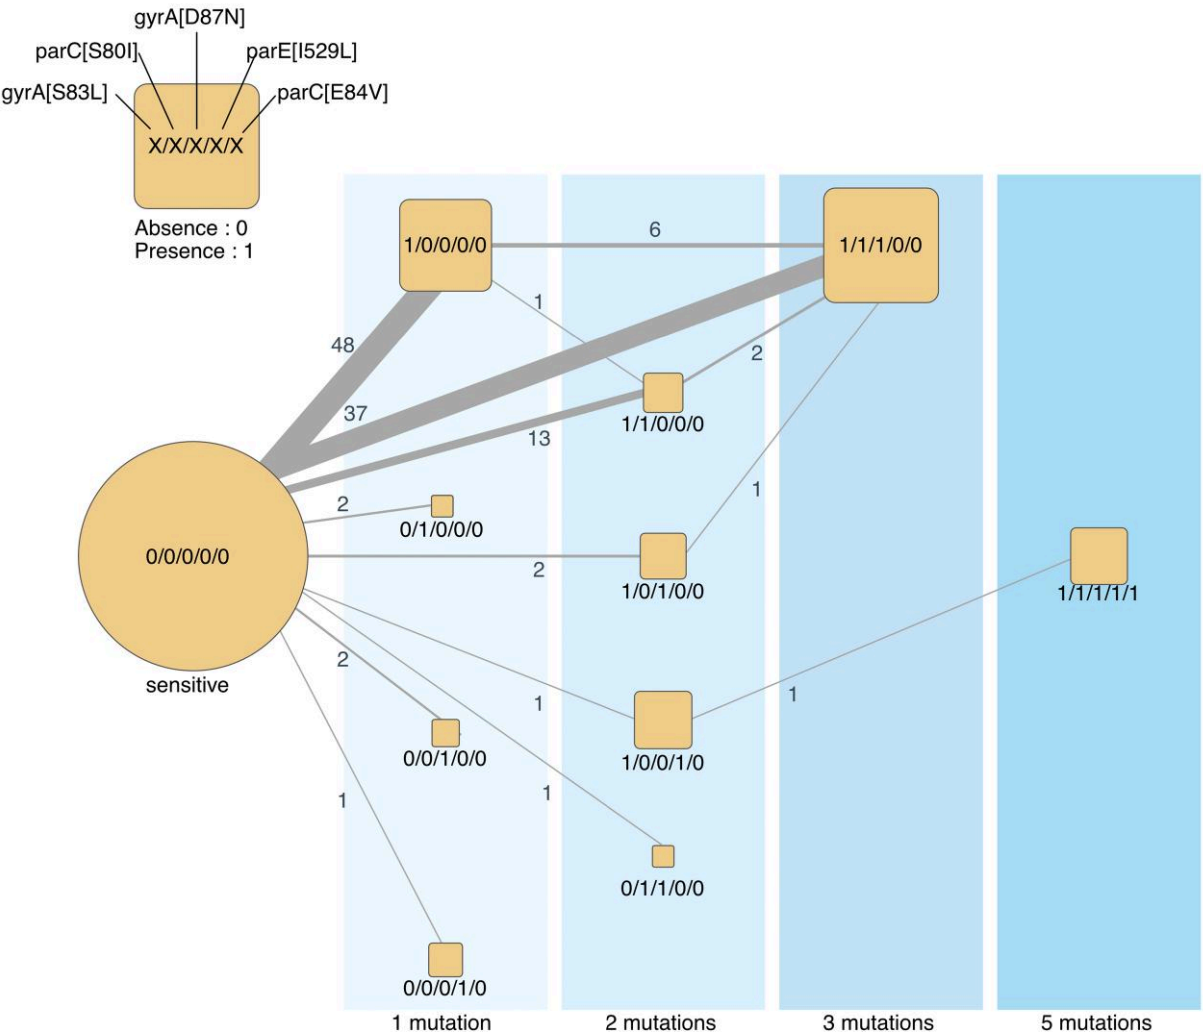 gyrA[D87N]
parC[S80I]
parE[I529L]
gyrA[S83L]
parC[E84V]
X/X/X/X/X
Absence : 0
Presence : 1
1/0/0/0/0
6
1/1/1/0/0
1
48
2
37
13
1/1/0/0/0
2
0/1/0/0/0
1
0/0/0/0/0
2
1/0/1/0/0
1/1/1/1/1
sensitive
2
1
1
0/0/1/0/0
1/0/0/1/0
1
1
0/1/1/0/0
0/0/0/1/0
1 mutation
2 mutations
3 mutations
5 mutations